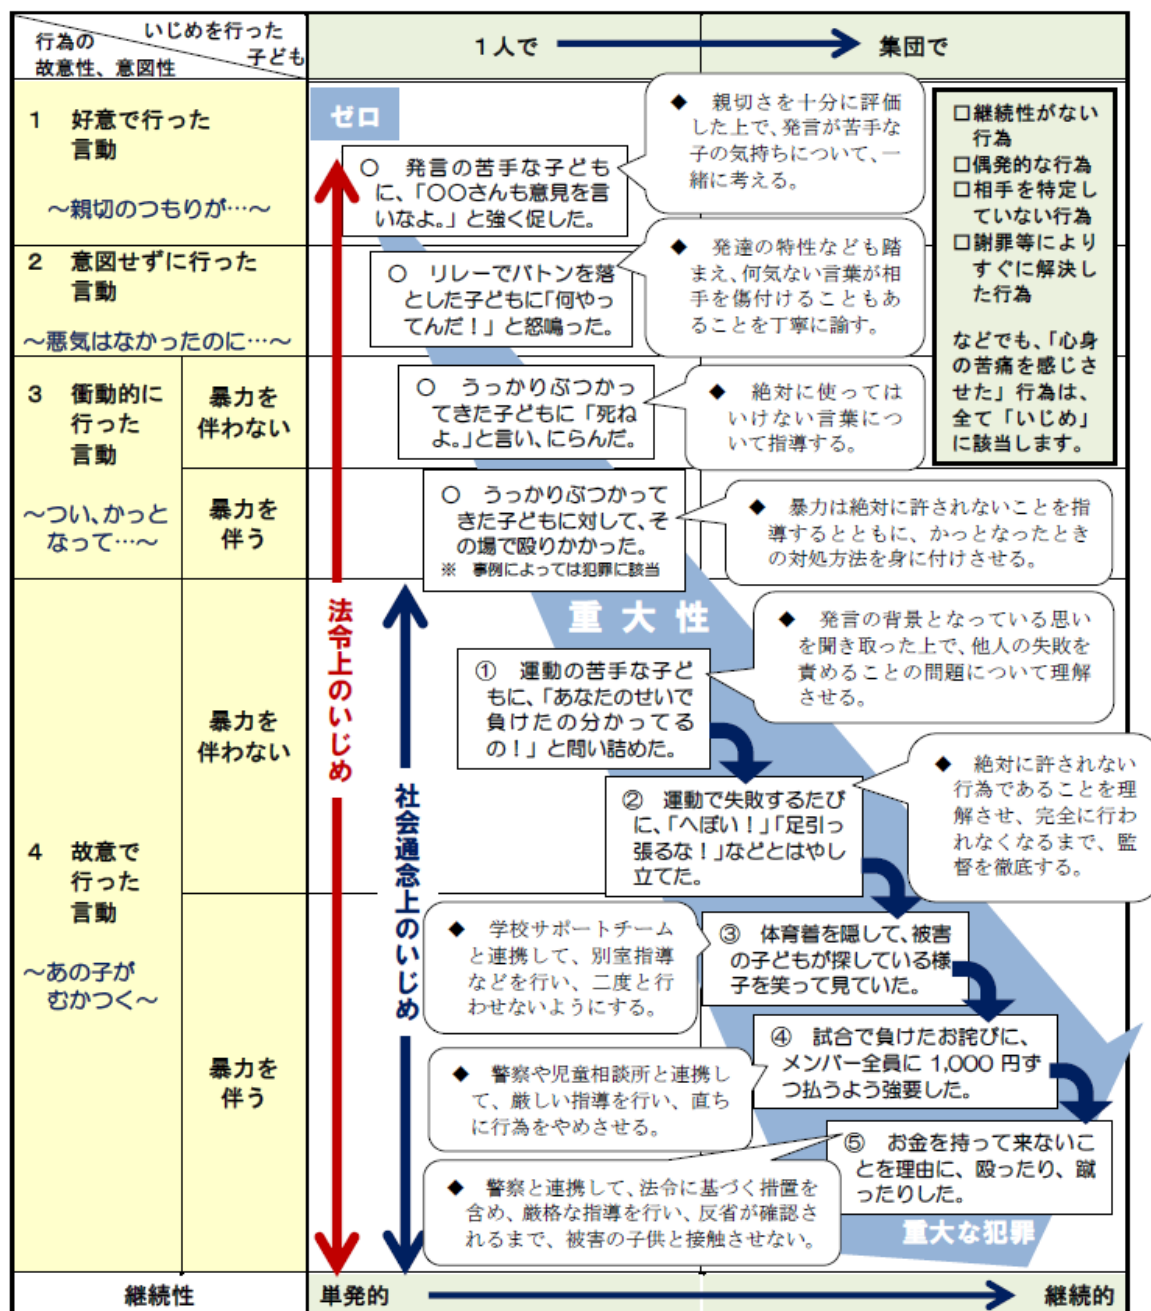 いじめを行った
子ども
行為の
故意性、意図性
1人で
集団で
1 好意で行った
言動
～親切のつもりが…～
ゼロ
○ 発言の苦手な子ども
に、「○○さんも意見を言
いなよ。」と強く促した。
◆ 親切さを十分に評価
した上で、発言が苦手な
子の気持ちについて、一
緒に考える。
□継続性がない
行為
□偶発的な行為
□相手を特定し
ていない行為
□謝罪等により
すぐに解決し
た行為
などでも、「心身
の苦痛を感じさ
せた」行為は、
全て「いじめ」
に該当します。
2 意図せずに行った
言動
～悪気はなかったのに…～
○ リレーでバトンを落
とした子どもに「何やっ
てんだ！」と怒鳴った。
◆ 発達の特性なども踏
まえ、何気ない言葉が相
手を傷付けることもあ
ることを丁寧に諭す。
3 衝動的に
行った
言動
～つい、かっと
なって…～
暴力を
伴わない
○ うっかりぶつかっ
てきた子どもに「死ね
よ。」と言い、にらんだ。
◆ 絶対に使っては
いけない言葉につ
いて指導する。
暴力を
伴う
○ うっかりぶつかって
きた子どもに対して、そ
の場で殴りかかった。
※ 事例によっては犯罪に該当
◆ 暴力は絶対に許されないことを指
導するとともに、かっとなったとき
の対処方法を身に付けさせる。
法令上のいじめ
社会通念上のいじめ
重大性
4 故意で
行った
言動
～あの子が
むかつく～
暴力を
伴わない
① 運動の苦手な子ど
もに、「あなたのせいで
負けたの分かってる
の！」と問い詰めた。
◆ 発言の背景となっている思い
を聞き取った上で、他人の失敗を
責めることの問題について理解
させる。
② 運動で失敗するたび
に、「へぼい！」「足引っ
張るな！」などとはやし
立てた。
◆ 絶対に許されない
行為であることを理
解させ、完全に行わ
れなくなるまで、監
督を徹底する。
暴力を
伴う
③ 体育着を隠して、被害
の子どもが探している様
子を笑って見ていた。
◆ 学校サポートチーム
と連携して、別室指導
などを行い、二度と行
わせないようにする。
④ 試合で負けたお詫びに、
メンバー全員に 1,000 円ず
つ払うよう強要した。
◆ 警察や児童相談所と連携し
て、厳しい指導を行い、直ち
に行為をやめさせる。
⑤ お金を持って来ないこ
とを理由に、殴ったり、蹴
ったりした。
◆ 警察と連携して、法令に基づく措置を
含め、厳格な指導を行い、反省が確認さ
れるまで、被害の子供と接触させない。
重大な犯罪
継続性
単発的
継続的